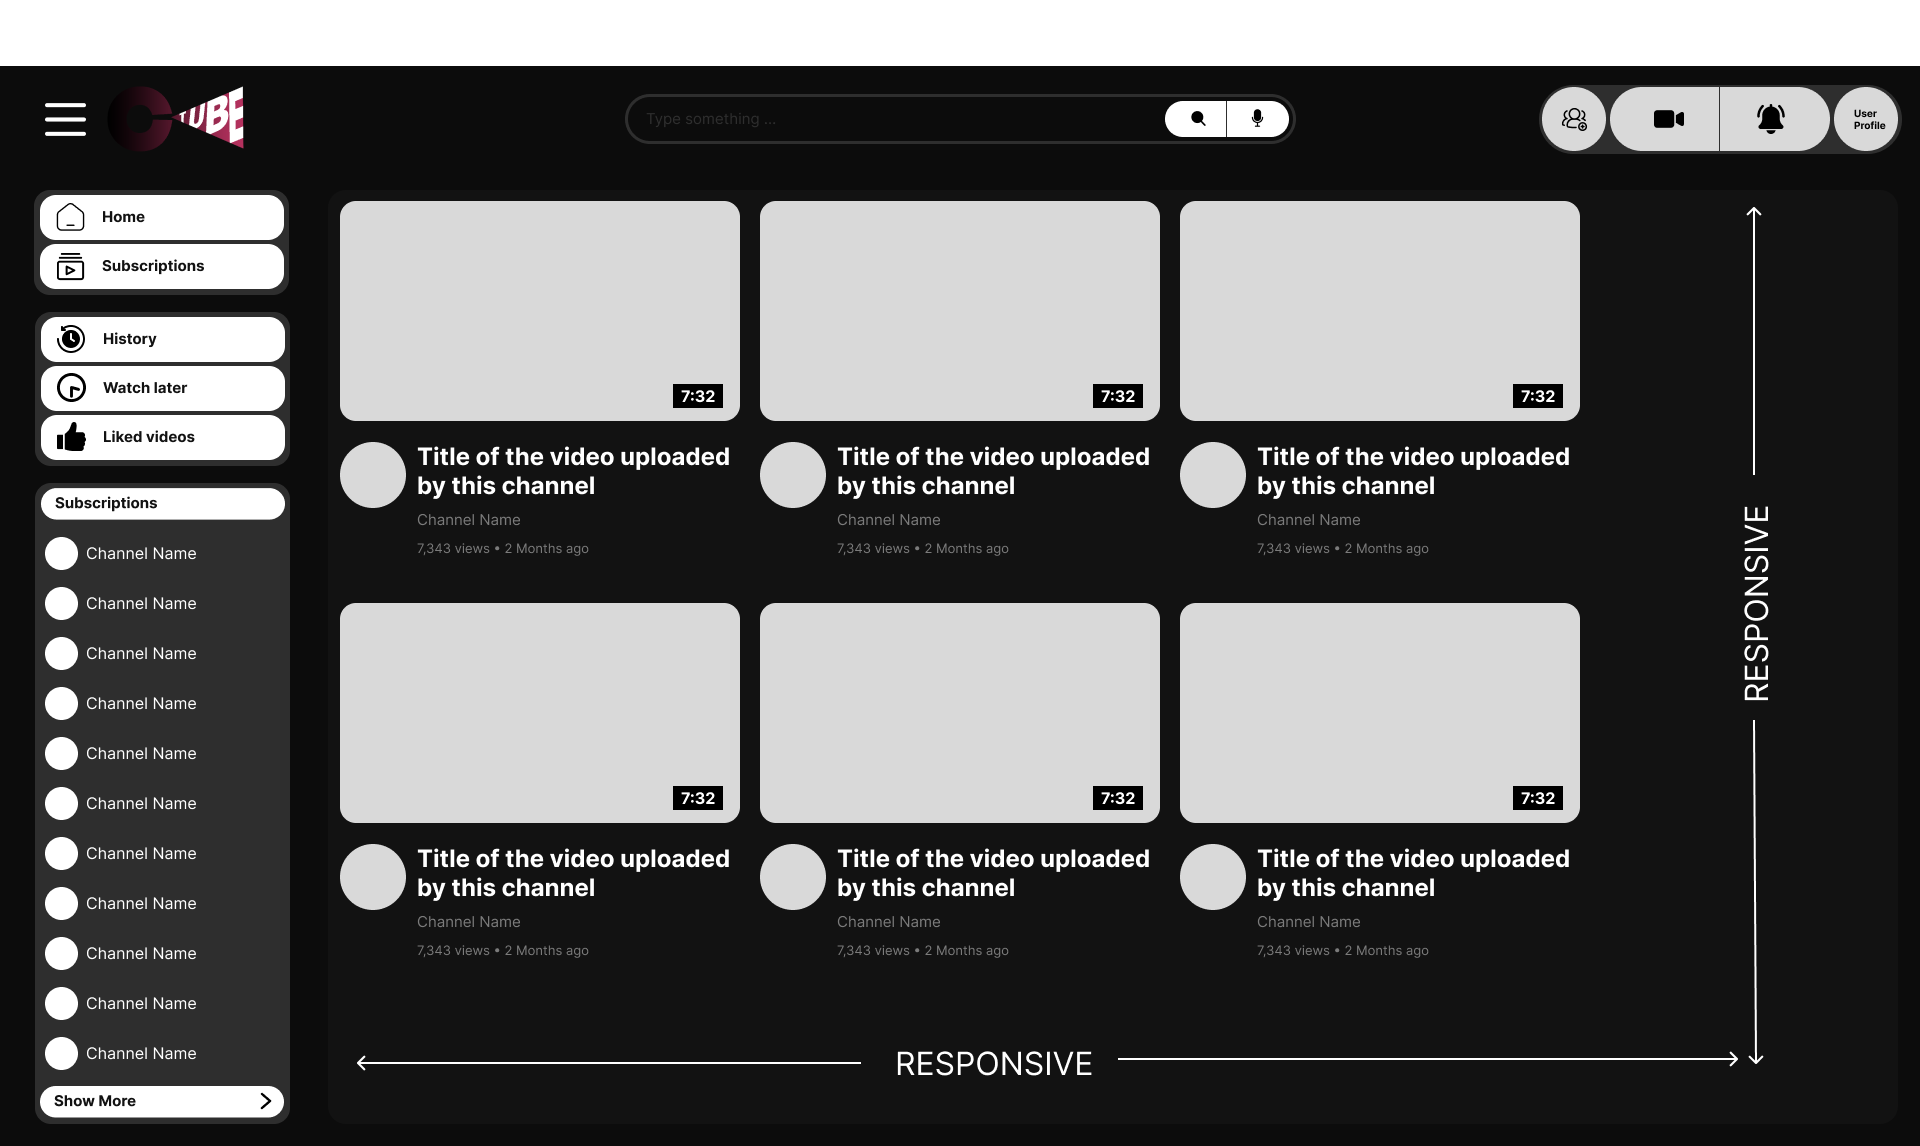 TUBE
Type something ...
User
Profile
Home
Subscriptions
History
Watch later
Liked videos
Subscriptions
Channel Name
Channel Name
Channel Name
Channel Name
Channel Name
Channel Name
Channel Name
Channel Name
Channel Name
Channel Name
Channel Name
Show More
7:32
7:32
7:32
Title of the video uploaded
by this channel
Channel Name
7,343 views • 2 Months ago
Title of the video uploaded
by this channel
Channel Name
7,343 views • 2 Months ago
Title of the video uploaded
by this channel
Channel Name
7,343 views • 2 Months ago
7:32
7:32
7:32
Title of the video uploaded
by this channel
Channel Name
7,343 views • 2 Months ago
Title of the video uploaded
by this channel
Channel Name
7,343 views • 2 Months ago
Title of the video uploaded
by this channel
Channel Name
7,343 views • 2 Months ago
RESPONSIVE
RESPONSIVE